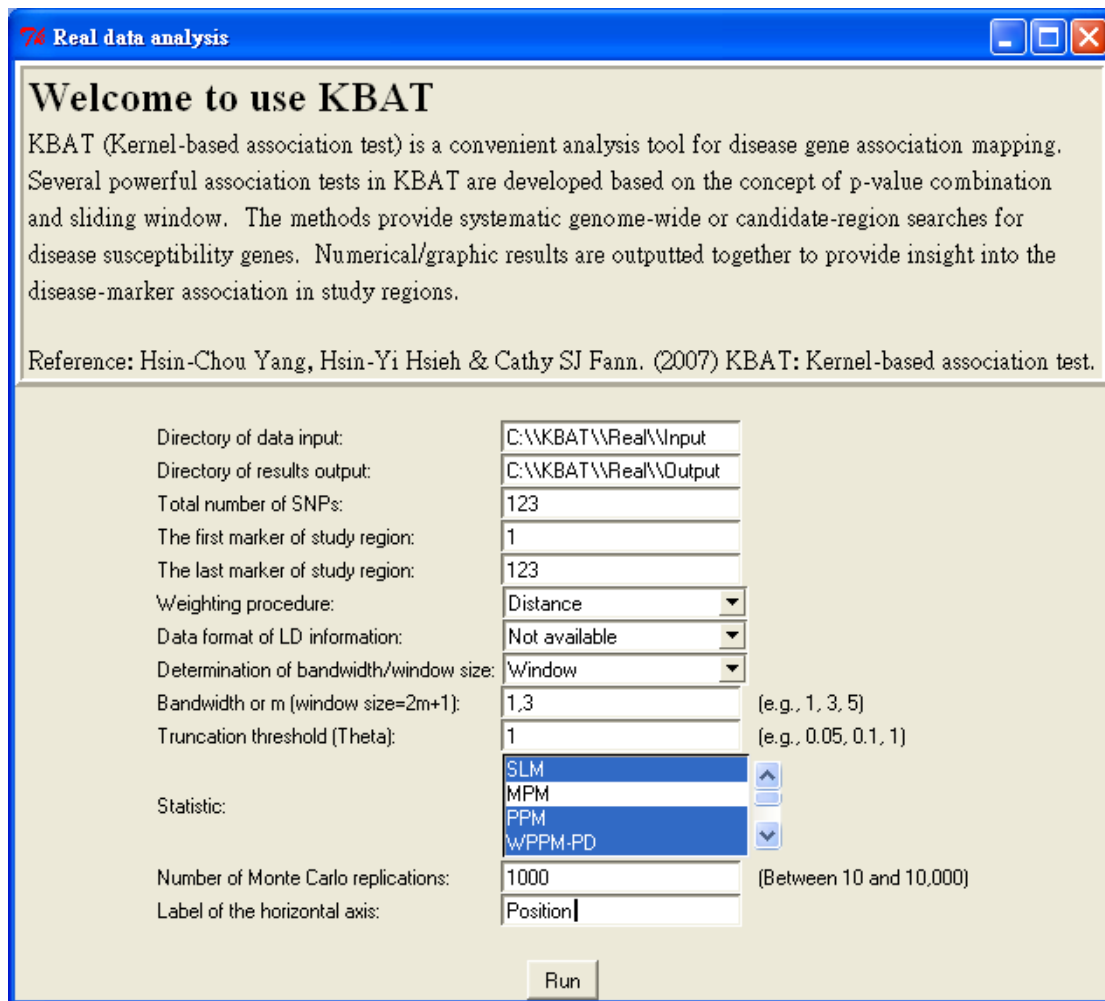 7% Real data analysis
Welcome to use KBAT
KBAT (Kernel-based association test) is a convenient analysis tool for disease gene association mapping.
Several powerful association tests in KBAT are developed based on the concept of p-value combination
and sliding window.  The methods provide systematic genome-wide or candidate-region searches for
disease susceptibility genes.  Numerical/graphic results are outputted together to provide insight into the
disease-marker association in study regions.
Reference: Hsin-Chou Yang, Hsin-Yi Hsieh & Cathy SJ Fann. (2007) KBAT: Kernel-based association test.
Directory of data input: C:\\KBAT\\Real\\Input
Directory of results output: C:\\KBAT\\Real\\Output
Total number of SNPs: 123
The first marker of study region: 1
The last marker of study region: 123
Weighting procedure: Distance
Data format of LD information: Not available
Determination of bandwidth/window size: Window
Bandwidth or m (window size=2m+1): 1,3 (e.g., 1, 3, 5)
Truncation threshold (Theta): 1 (e.g., 0.05, 0.1, 1)
SLM
MPM
Statistic: PPM
WPPM-PD
Number of Monte Carlo replications: 1000 (Between 10 and 10,000)
Label of the horizontal axis: Position
Run